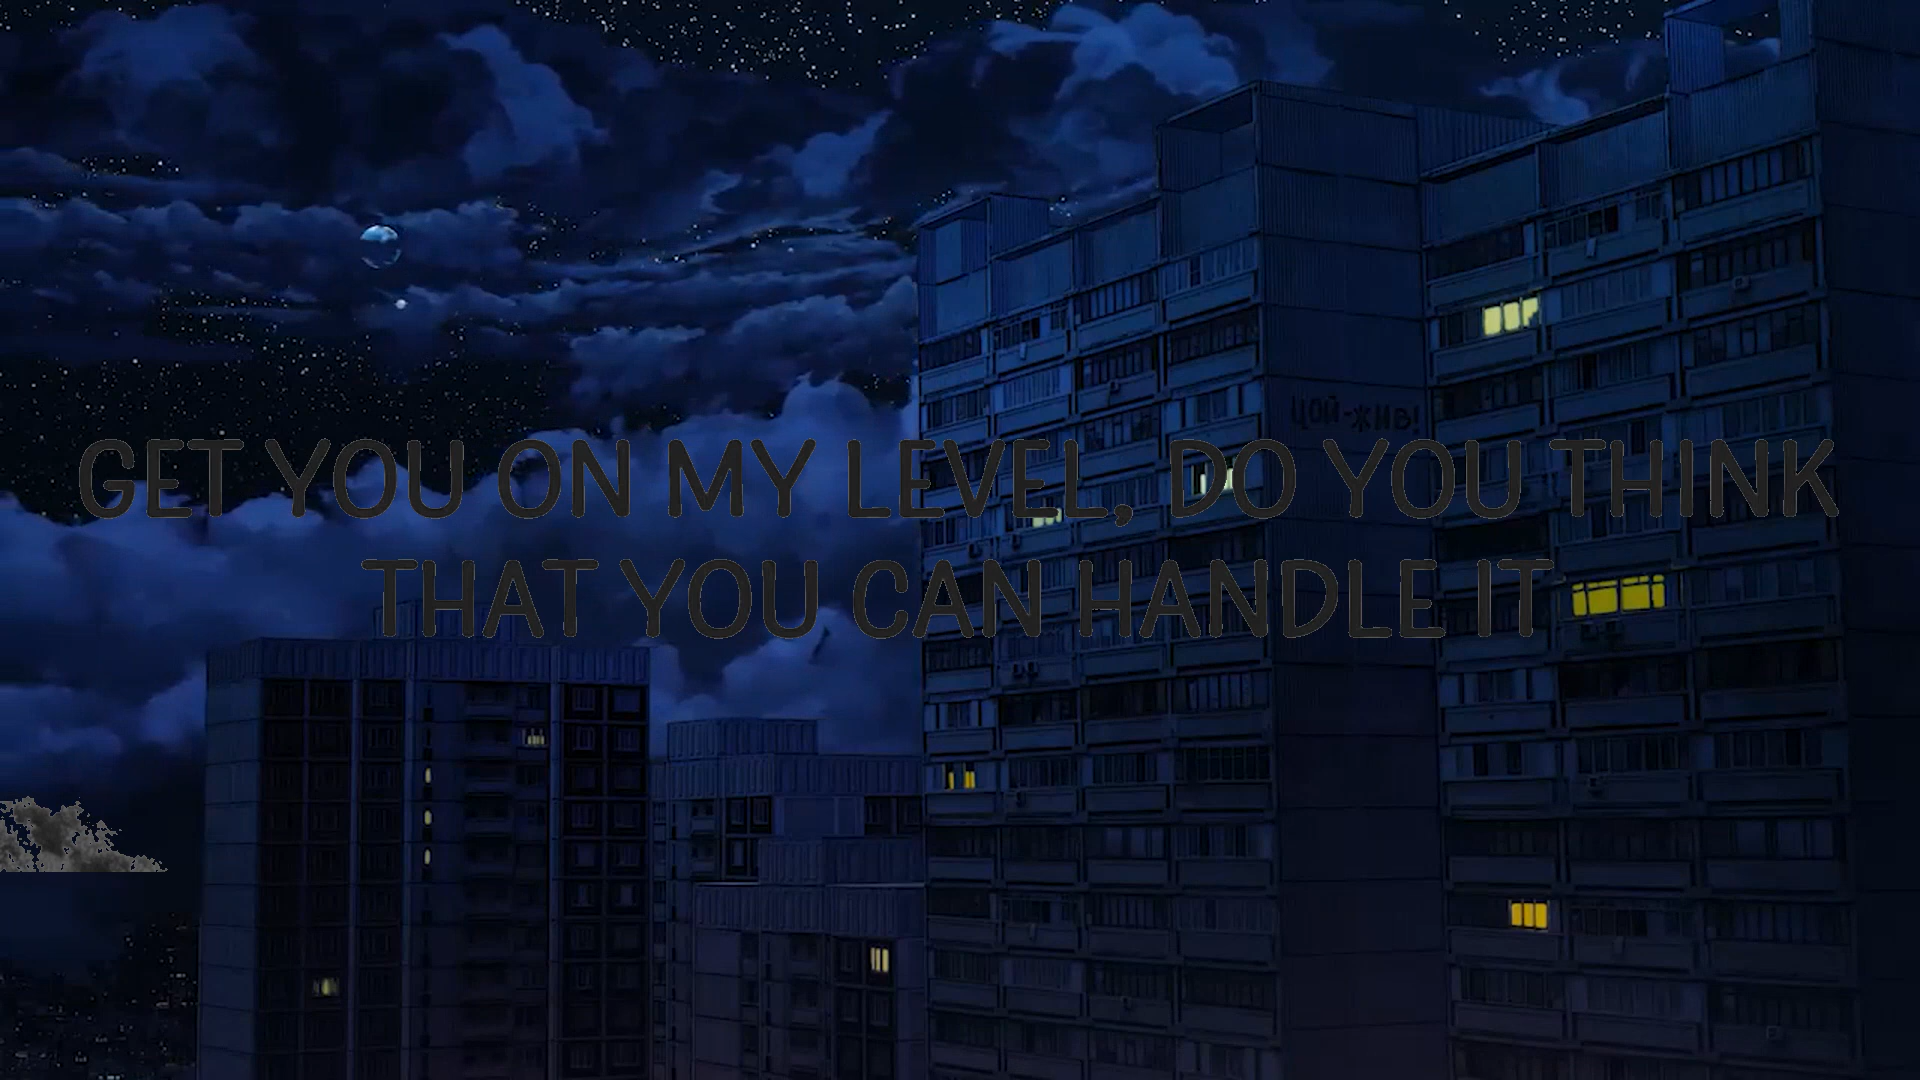 ЦОЙ-ЖИВ!
GET YOU ON MY LEVEL, DO YOU THINK
THAT YOU CAN HANDLE IT